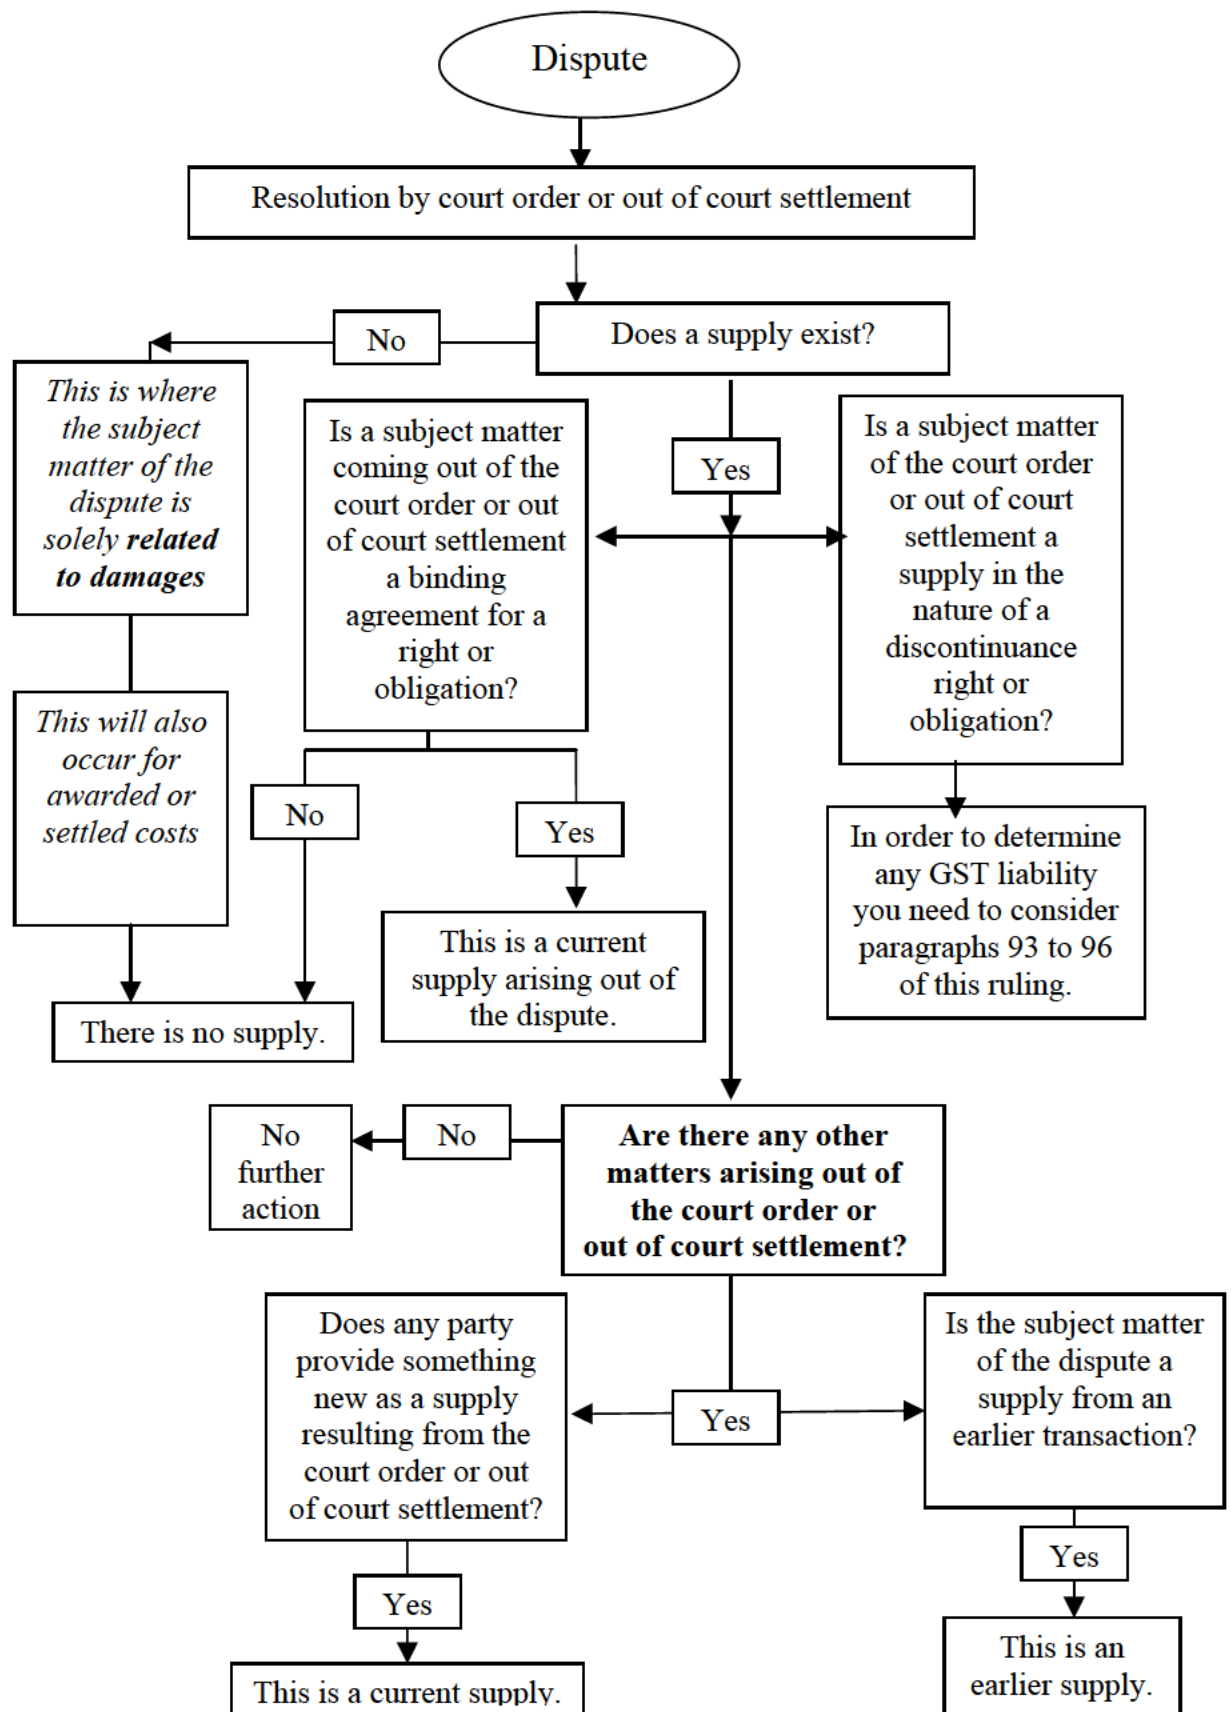 Dispute
Resolution by court order or out of court settlement
Does a supply exist?
No
This is where
the subject
matter of the
dispute is
solely related
to damages
Is a subject matter
coming out of the
court order or out
of court settlement
a binding
agreement for a
right or
obligation?
Yes
Is a subject matter
of the court order
or out of court
settlement a
supply in the
nature of a
discontinuance
right or
obligation?
This will also
occur for
awarded or
settled costs
No
Yes
In order to determine
any GST liability
you need to consider
paragraphs 93 to 96
of this ruling.
This is a current
supply arising out of
the dispute.
There is no supply.
No
further
action
No
Are there any other
matters arising out of
the court order or
out of court settlement?
Does any party
provide something
new as a supply
resulting from the
court order or out
of court settlement?
Yes
Is the subject matter
of the dispute a
supply from an
earlier transaction?
Yes
Yes
This is a current supply.
This is an
earlier supply.